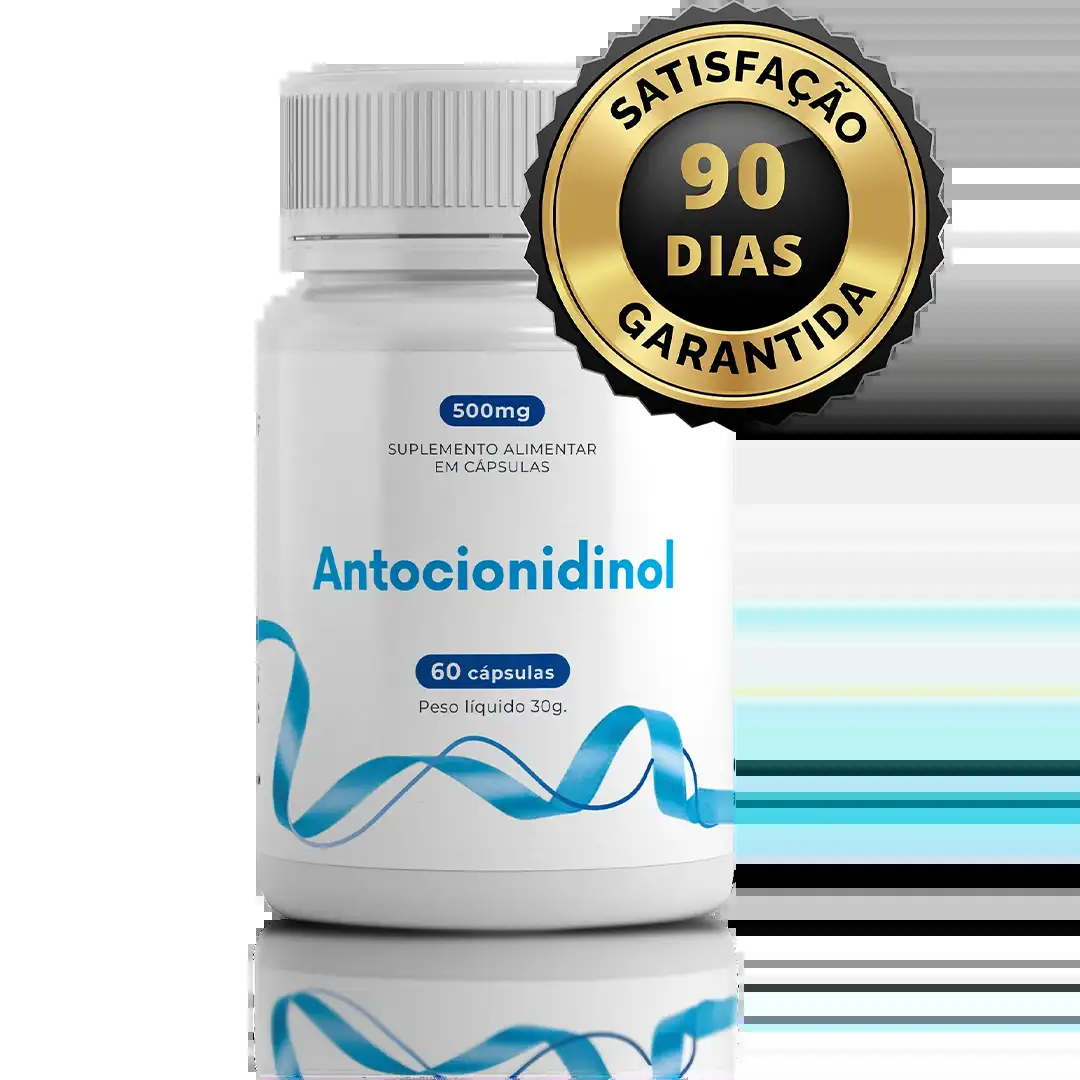 SATISFAÇÃO
90
DIAS
GARANTIDA
500mg
SUPLEMENTO ALIMENTAR
EM CÁPSULAS
Antocionidinol
60 cápsulas
Peso líquido 30g.